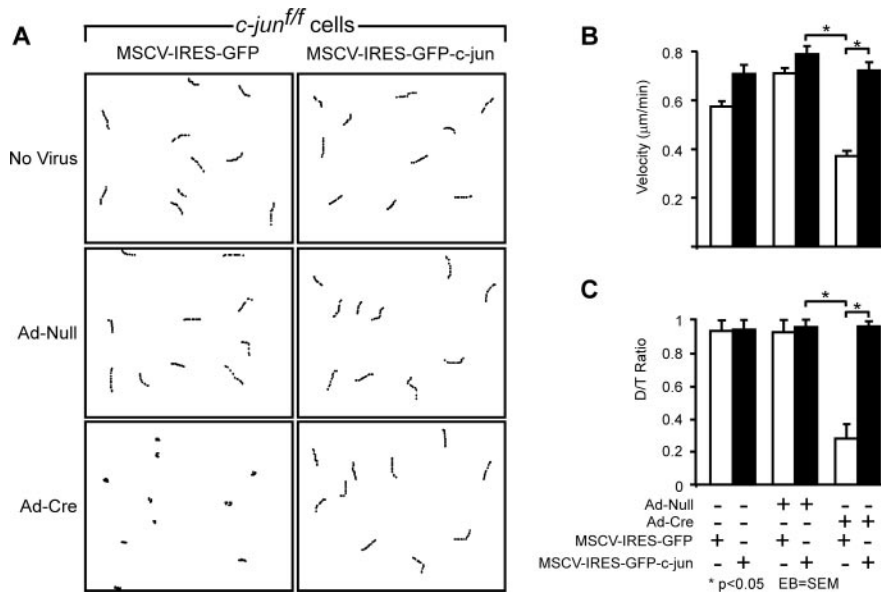 A
c-jun^f/f cells
MSCV-IRES-GFP MSCV-IRES-GFP-c-jun
No Virus
Ad-Null
Ad-Cre
B
Velocity (μm/min)
0.8
0.6
0.4
0.2
* *
C
D/T Ratio
1
0.8
0.6
0.4
0.2
0
* *
Ad-Null - - + + - -
Ad-Cre - - - - + +
MSCV-IRES-GFP + - + - + -
MSCV-IRES-GFP-c-jun - + - + - +
* p<0.05 EB=SEM